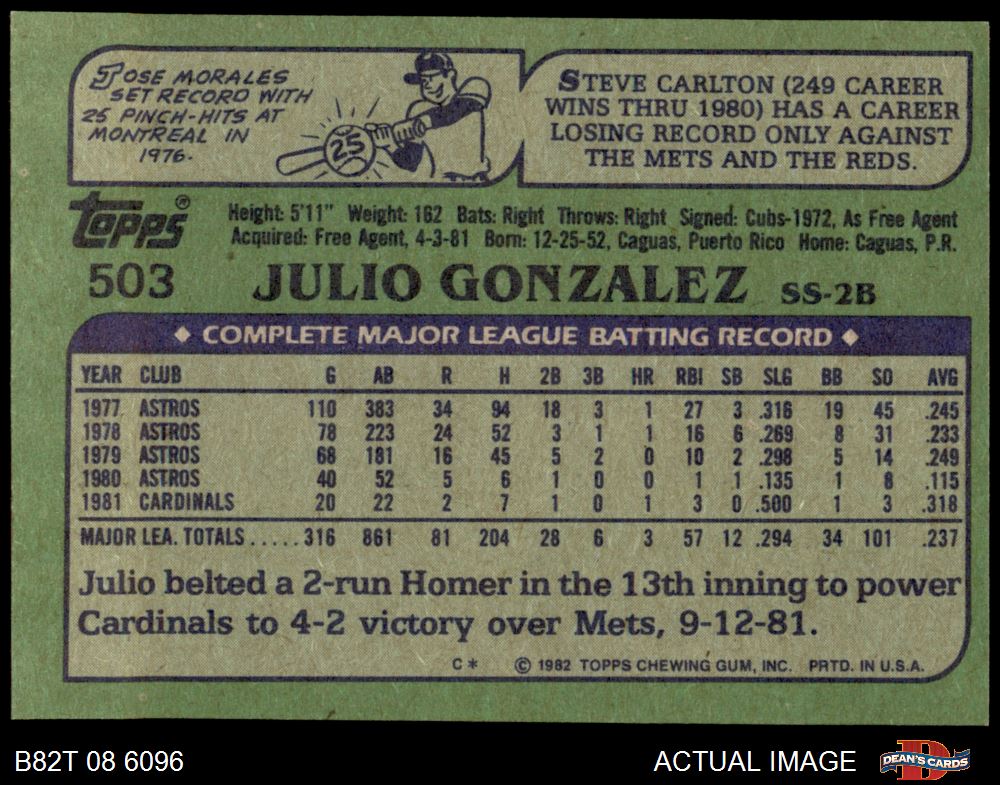 JOSE MORALES
SET RECORD WITH
25 PINCH-HITS AT
MONTREAL IN
1976.
25
STEVE CARLTON (249 CAREER
WINS THRU 1980) HAS A CAREER
LOSING RECORD ONLY AGAINST
THE METS AND THE REDS.
Topps®
Height: 5'11" Weight: 162 Bats: Right Throws: Right Signed: Cubs-1972, As Free Agent
Acquired: Free Agent, 4-3-81 Born: 12-25-52, Caguas, Puerto Rico Home: Caguas, P.R.
503 JULIO GONZALEZ SS-2B
◆ COMPLETE MAJOR LEAGUE BATTING RECORD ◆
YEAR CLUB G AB R H 2B 3B HR RBI SB SLG BB SO AVG
1977 ASTROS 110 383 34 94 18 3 1 27 3 .316 19 45 .245
1978 ASTROS 78 223 24 52 3 1 1 16 6 .269 8 31 .233
1979 ASTROS 68 181 16 45 5 2 0 10 2 .298 5 14 .249
1980 ASTROS 40 52 5 6 1 0 0 1 1 .135 1 8 .115
1981 CARDINALS 20 22 2 7 1 0 1 3 0 .500 1 3 .318
MAJOR LEA. TOTALS.....316 861 81 204 28 6 3 57 12 .294 34 101 .237
Julio belted a 2-run Homer in the 13th inning to power
Cardinals to 4-2 victory over Mets, 9-12-81.
C* © 1982 TOPPS CHEWING GUM, INC. PRTD. IN U.S.A.
B82T 08 6096 ACTUAL IMAGE D DEAN'S CARDS